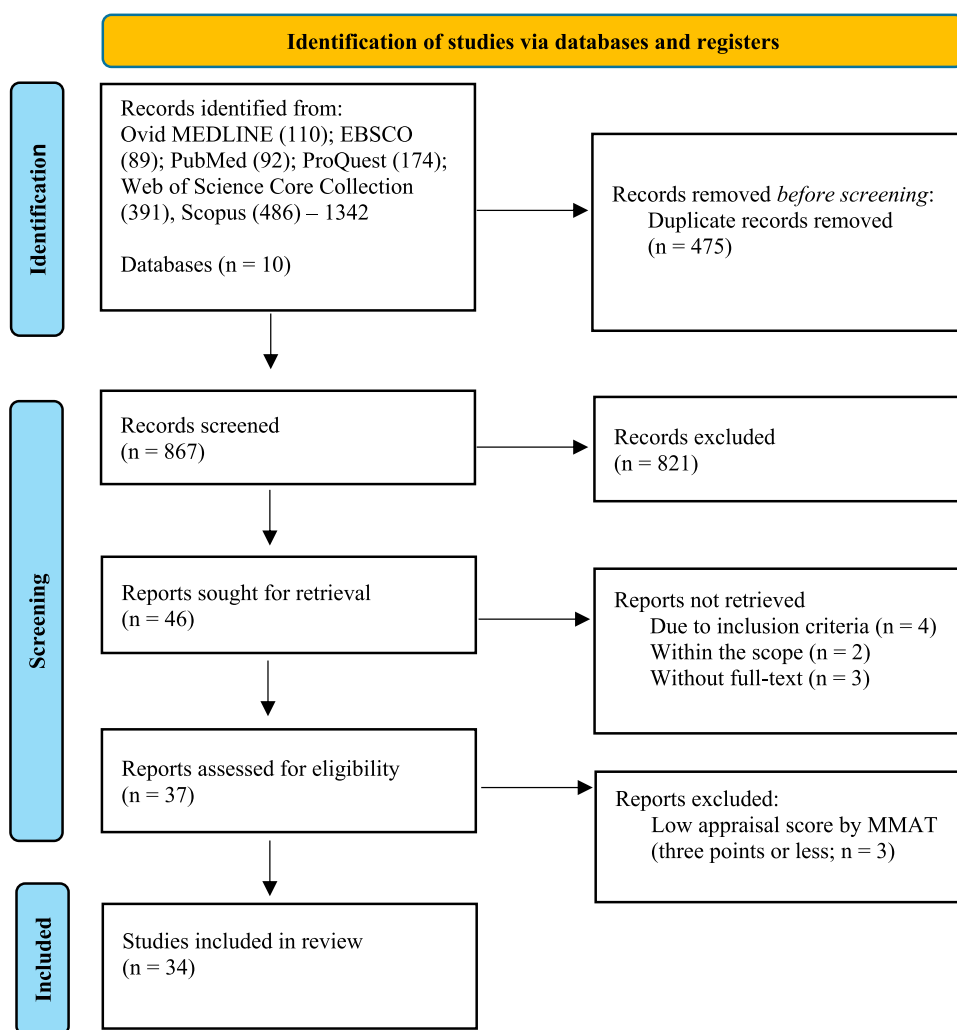 Identification of studies via databases and registers
Identification
Records identified from:
Ovid MEDLINE (110); EBSCO
(89); PubMed (92); ProQuest (174);
Web of Science Core Collection
(391), Scopus (486) – 1342
Databases (n = 10)
Records removed before screening:
Duplicate records removed
(n = 475)
Screening
Records screened
(n = 867)
Records excluded
(n = 821)
Reports sought for retrieval
(n = 46)
Reports not retrieved
Due to inclusion criteria (n = 4)
Within the scope (n = 2)
Without full-text (n = 3)
Reports assessed for eligibility
(n = 37)
Reports excluded:
Low appraisal score by MMAT
(three points or less; n = 3)
Included
Studies included in review
(n = 34)